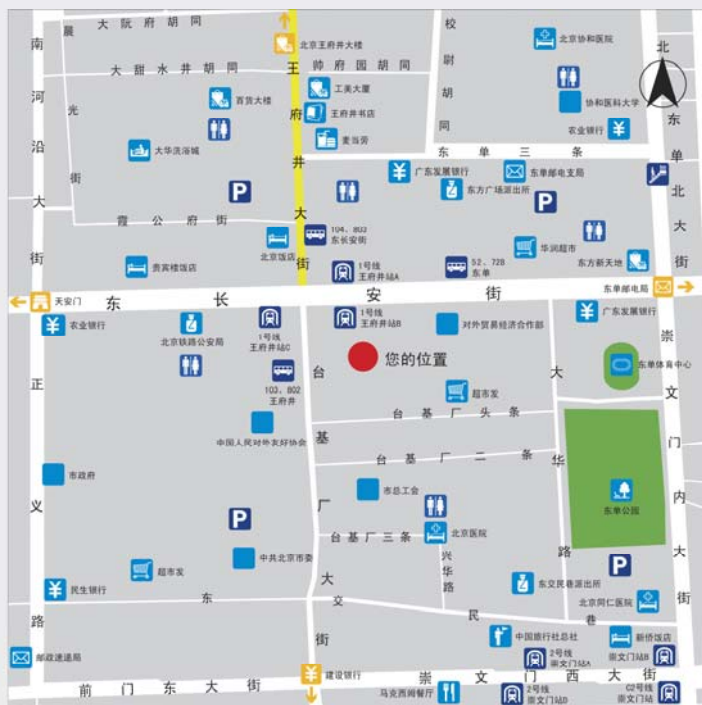 大阮府胡同
北京王府井大楼
北京协和医院
大甜水井胡同
帅府园胡同
工美大厦
协和医科大学
百货大楼
王府井书店
农业银行
麦当劳
大华洗浴城
东单三条
广东发展银行
东单邮电支局
东方广场派出所
霞公府街
104、803
东长安街
华润超市
52、728
东单
东方新天地
北京饭店
贵宾楼饭店
1号线
王府井站A
天安门
东长安街
东单邮电局
农业银行
北京铁路公安局
1号线
王府井站C
1号线
王府井站B
对外贸易经济合作部
广东发展银行
您的位置
东单体育中心
103、802
王府井
超市发
台基厂头条
中国人民对外友好协会
台基厂二条
市政府
市总工会
东单公园
台基厂三条
北京医院
中共北京市委
超市发
民生银行
东交民巷派出所
北京同仁医院
东交民巷
中国旅行社总社
新侨饭店
邮政速递局
2号线
崇文门站A
崇文门站B
前门东大街
建设银行
崇文门西大街
马克西姆餐厅
2号线
崇文门站D
C2号线
崇文门站
南河沿大街
晨光街
王府井大街
校尉胡同
北
东单北大街
正义路
台基厂大街
大华路
兴华路
崇文门内大街
P
P
P
P